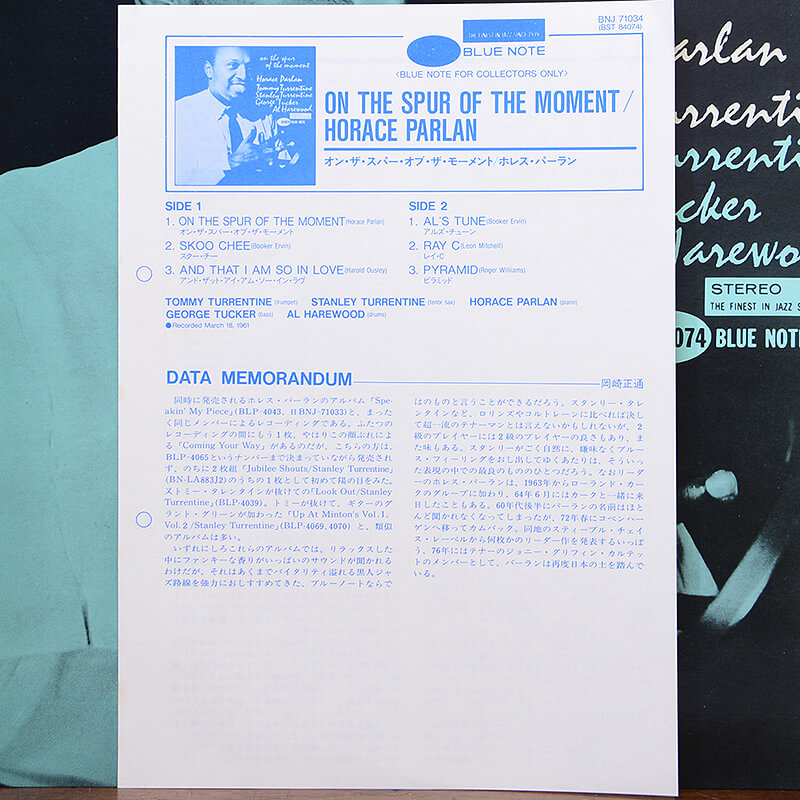 BNJ 71034
(BST 84074)
THE FINEST IN JAZZ SINCE 1939
BLUE NOTE
〈BLUE NOTE FOR COLLECTORS ONLY〉
on the spur
of the moment
Horace Parlan
Tommy Turrentine
Stanley Turrentine
George Tucker
Al Harewood
ON THE SPUR OF THE MOMENT/
HORACE PARLAN
オン・ザ・スパー・オブ・ザ・モーメント/ホレス・パーラン
SIDE 1
1. ON THE SPUR OF THE MOMENT (Horace Parlan)
オン・ザ・スパー・オブ・ザ・モーメント
2. SKOO CHEE (Booker Ervin)
スクー・チー
3. AND THAT I AM SO IN LOVE (Harold Ousley)
アンド・ザット・アイ・アム・ソー・イン・ラヴ
SIDE 2
1. AL'S TUNE (Booker Ervin)
アルズ・チューン
2. RAY C (Leon Mitchell)
レイ・C
3. PYRAMID (Roger Williams)
ピラミッド
TOMMY TURRENTINE (trumpet) STANLEY TURRENTINE (tenor sax) HORACE PARLAN (piano)
GEORGE TUCKER (bass) AL HAREWOOD (drums)
●Recorded March 18, 1961
DATA MEMORANDUM
岡崎正通
同時に発売されるホレス・パーランのアルバム「Spe-
akin' My Piece」(BLP-4043、日BNJ-71033)と、まった
く同じメンバーによるレコーディングである。ふたつの
レコーディングの間にもう1枚、やはりこの顔ぶれによ
る「Coming Your Way」があるのだが、こちらの方は、
BLP-4065というナンバーまで決まっていながら発売され
ず、のちに2枚組「Jubilee Shouts/Stanley Turrentine」
(BN-LA883J2)のうちの1枚として初めて陽の目をみた。
又トミー・タレンタインが抜けての「Look Out/Stanley
Turrentine」(BLP-4039)。トミーが抜けて、ギターのグ
ラント・グリーンが加わった「Up At Minton's Vol.1、
Vol.2/Stanley Turrentine」(BLP-4069、4070)と、類似
のアルバムは多い。
いずれにしろこれらのアルバムでは、リラックスした
中にファンキーな香りがいっぱいのサウンドが聞かれる
わけだが、それはあくまでバイタリティ溢れる黒人ジャ
ズ路線を強力におしすすめてきた、ブルーノートならで
はのものと言うことができるだろう。スタンリー・タレ
ンタインなど、ロリンズやコルトレーンに比べれば決し
て超一流のテナーマンとは言えないかもしれないが、2
級のプレイヤーには2級のプレイヤーの良さもあり、ま
た味もある。スタンリーがごく自然に、嫌味なくブルー
ス・フィーリングをおし出してゆくあたりは、そういっ
た表現の中での最良のもののひとつだろう。なおリーダ
ーのホレス・パーランは、1963年からローランド・カー
クのグループに加わり、64年6月にはカークと一緒に来
日したこともある。60年代後半にパーランの名前はほと
んど聞かれなくなってしまったが、72年春にコペンハー
ゲンへ移ってカムバック。同地のスティープル・チェイ
ス・レーベルから何枚かのリーダー作を発表するいっぽ
う、76年にはテナーのジョニー・グリフィン・カルテッ
トのメンバーとして、パーランは再度日本の土を踏んで
いる。
Parlan
urrenti
urrenti
ucker
Harewo
STEREO
THE FINEST IN JAZZ S
074 BLUE NOT